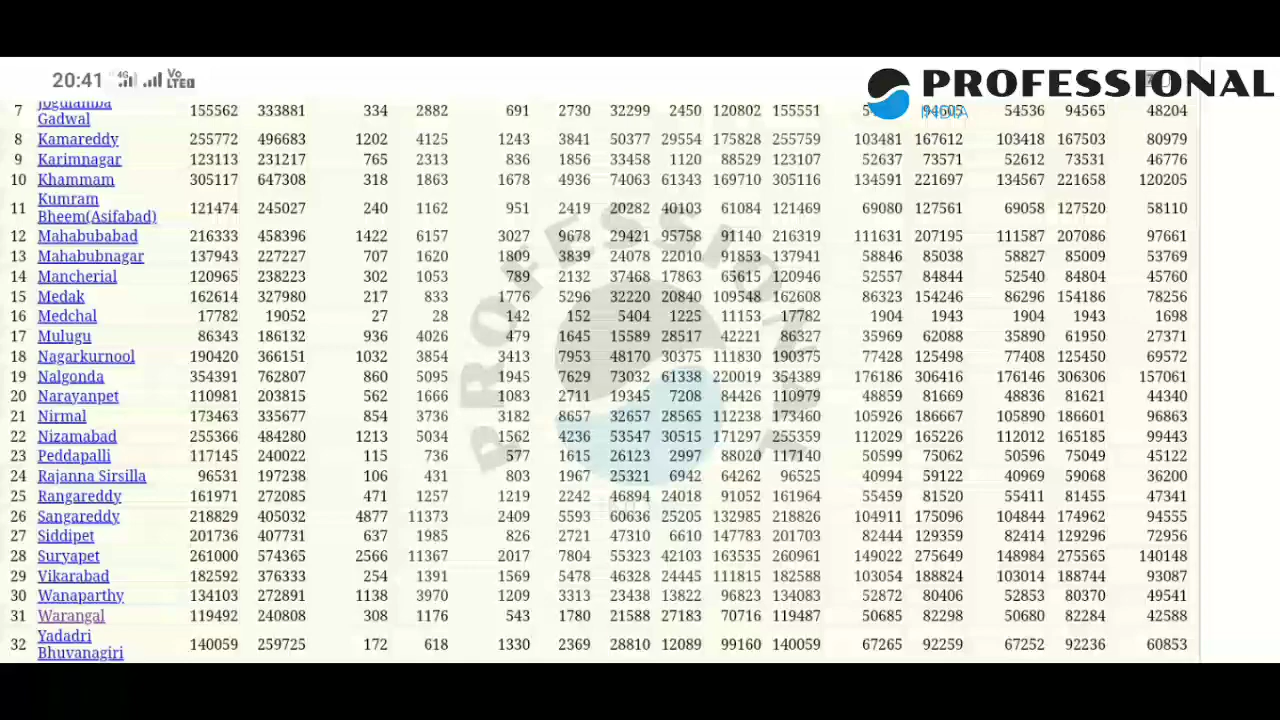 20:41 4G Vo LTE
PROFESSIONAL
INDIA
7 Jogulamba Gadwal 155562 333881 334 2882 691 2730 32299 2450 120802 155551 94605 54536 94565 48204
8 Kamareddy 255772 496683 1202 4125 1243 3841 50377 29554 175828 255759 103481 167612 103418 167503 80979
9 Karimnagar 123113 231217 765 2313 836 1856 33458 1120 88529 123107 52637 73571 52612 73531 46776
10 Khammam 305117 647308 318 1863 1678 4936 74063 61343 169710 305116 134591 221697 134567 221658 120205
11 Kumram Bheem(Asifabad) 121474 245027 240 1162 951 2419 20282 40103 61084 121469 69080 127561 69058 127520 58110
12 Mahabubabad 216333 458396 1422 6157 3027 9678 29421 95758 91140 216319 111631 207195 111587 207086 97661
13 Mahabubnagar 137943 227227 707 1620 1809 3839 24078 22010 91853 137941 58846 85038 58827 85009 53769
14 Mancherial 120965 238223 302 1053 789 2132 37468 17863 65615 120946 52557 84844 52540 84804 45760
15 Medak 162614 327980 217 833 1776 5296 32220 20840 109548 162608 86323 154246 86296 154186 78256
16 Medchal 17782 19052 27 28 142 152 5404 1225 11153 17782 1904 1943 1904 1943 1698
17 Mulugu 86343 186132 936 4026 479 1645 15589 28517 42221 86327 35969 62088 35890 61950 27371
18 Nagarkurnool 190420 366151 1032 3854 3413 7953 48170 30375 111830 190375 77428 125498 77408 125450 69572
19 Nalgonda 354391 762807 860 5095 1945 7629 73032 61338 220019 354389 176186 306416 176146 306306 157061
20 Narayanpet 110981 203815 562 1666 1083 2711 19345 7208 84426 110979 48859 81669 48836 81621 44340
21 Nirmal 173463 335677 854 3736 3182 8657 32657 28565 112238 173460 105926 186667 105890 186601 96863
22 Nizamabad 255366 484280 1213 5034 1562 4236 53547 30515 171297 255359 112029 165226 112012 165185 99443
23 Peddapalli 117145 240022 115 736 577 1615 26123 2997 88020 117140 50599 75062 50596 75049 45122
24 Rajanna Sirsilla 96531 197238 106 431 803 1967 25321 6942 64262 96525 40994 59122 40969 59068 36200
25 Rangareddy 161971 272085 471 1257 1219 2242 46894 24018 91052 161964 55459 81520 55411 81455 47341
26 Sangareddy 218829 405032 4877 11373 2409 5593 60636 25205 132985 218826 104911 175096 104844 174962 94555
27 Siddipet 201736 407731 637 1985 826 2721 47310 6610 147783 201703 82444 129359 82414 129296 72956
28 Suryapet 261000 574365 2566 11367 2017 7804 55323 42103 163535 260961 149022 275649 148984 275565 140148
29 Vikarabad 182592 376333 254 1391 1569 5478 46328 24445 111815 182588 103054 188824 103014 188744 93087
30 Wanaparthy 134103 272891 1138 3970 1209 3313 23438 13822 96823 134083 52872 80406 52853 80370 49541
31 Warangal 119492 240808 308 1176 543 1780 21588 27183 70716 119487 50685 82298 50680 82284 42588
32 Yadadri Bhuvanagiri 140059 259725 172 618 1330 2369 28810 12089 99160 140059 67265 92259 67252 92236 60853
PROFESSIONAL